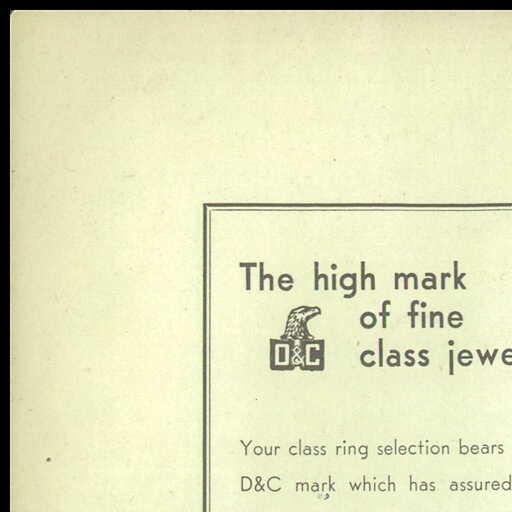 The high mark
of fine
D&C class jewe
Your class ring selection bears
D&C mark which has assured